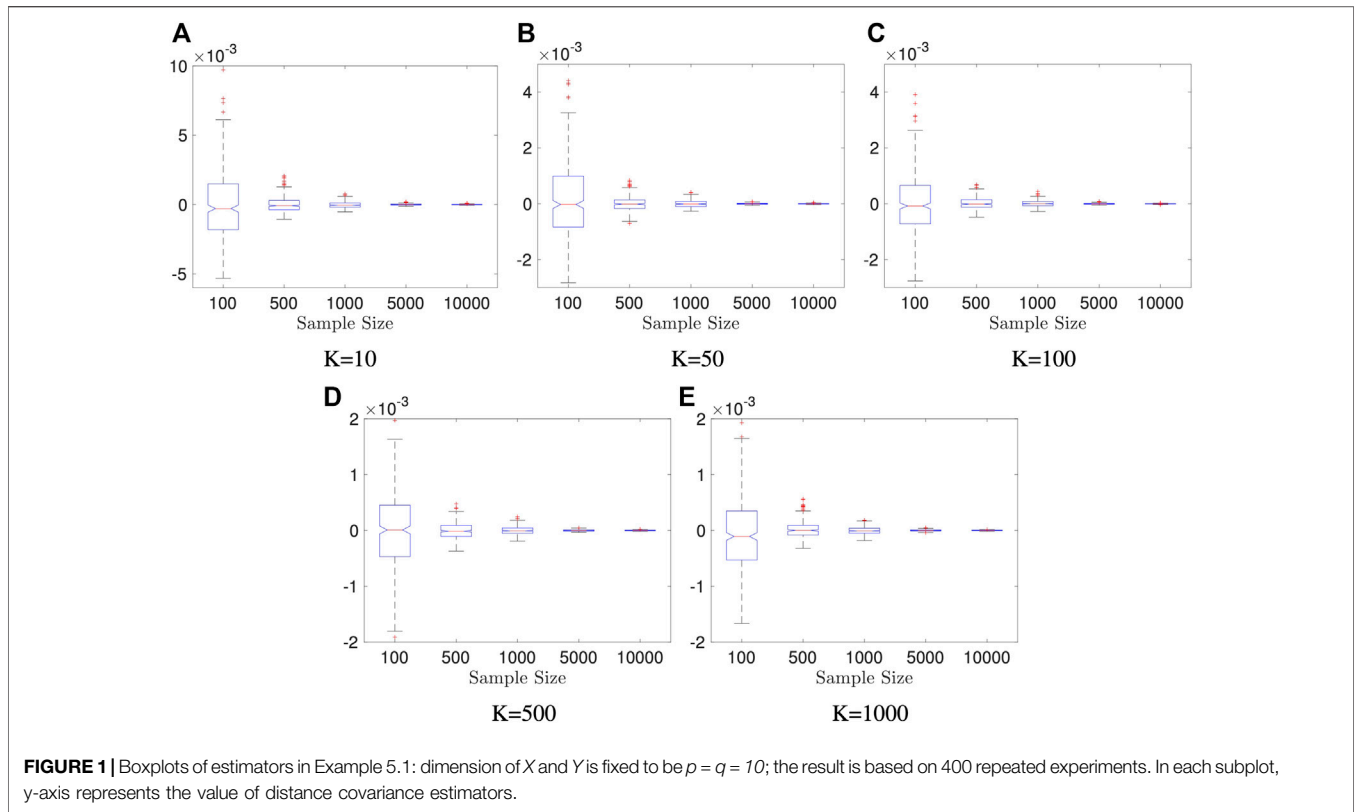 A
B
C
×10⁻³
×10⁻³
×10⁻³
10
5
0
-5
4
2
0
-2
4
2
0
-2
100 500 1000 5000 10000
100 500 1000 5000 10000
100 500 1000 5000 10000
Sample Size
Sample Size
Sample Size
K=10
K=50
K=100
D
E
×10⁻³
×10⁻³
2
1
0
-1
-2
2
1
0
-1
-2
100 500 1000 5000 10000
100 500 1000 5000 10000
Sample Size
Sample Size
K=500
K=1000
FIGURE 1 | Boxplots of estimators in Example 5.1: dimension of X and Y is fixed to be p = q = 10; the result is based on 400 repeated experiments. In each subplot,
y-axis represents the value of distance covariance estimators.